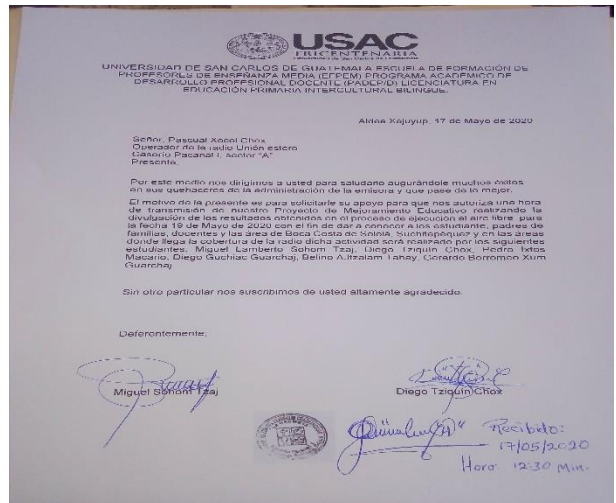 USAC
TRICENTENARIA
UNIVERSIDAD DE SAN CARLOS DE GUATEMALA ESCUELA DE FORMACIÓN DE
PROFESORES DE ENSEÑANZA MEDIA (EFPEM) PROGRAMA ACADÉMICO DE
DESARROLLO PROFESIONAL DOCENTE (PADEP/D) LICENCIATURA EN
EDUCACIÓN PRIMARIA INTERCULTURAL BILINGÜE.
Aldea Xojuyup, 17 de Mayo de 2020
Señor, Pascual Xocol Chox
Operador de la radio Unión estero
Caserío Pacanal I, sector "A"
Presente,
Por este medio nos dirigimos a usted para saludarlo augurándole muchos éxitos
en sus quehaceres de la administración de la emisora y que pase de lo mejor.
El motivo de la presente es para solicitarle su apoyo para que nos autoriza una hora
de transmisión de nuestro Proyecto de Mejoramiento Educativo realizando la
divulgación de los resultados obtenidos en el proceso de ejecución al aire libre para
la fecha 19 de Mayo de 2020 con el fin de dar a conocer a los estudiante, padres de
familias, docentes y las área de Boca Costa de Sololá, Suchitepéquez y en las áreas
donde llega la cobertura de la radio dicha actividad será realizado por los siguientes
estudiantes, Miguel Lamberto Sohom Tzaj, Diego Tziquin Chox, Pedro Ixtos
Macario, Diego Guchiac Guarchaj, Belino A.Itzalam Tahay, Gerardo Borromeo Xum
Guarchaj.
Sin otro particular nos suscribimos de usted altamente agradecido.
Deferentemente,
Miguel Sohom Tzaj
Diego Tziquin Chox
Recibido:
17/05/2020
Hora: 12:30 Min.